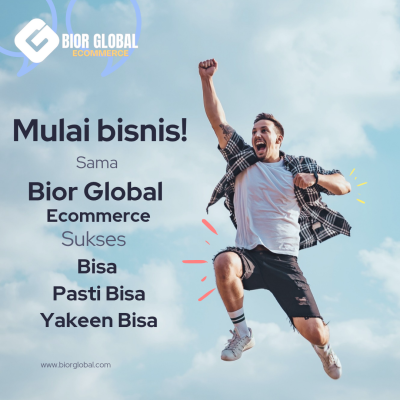 BIOR GLOBAL
ECOMMERCE
Mulai bisnis!
Sama
Bior Global
Ecommerce
Sukses
Bisa
Pasti Bisa
Yakeen Bisa
www.biorglobal.com